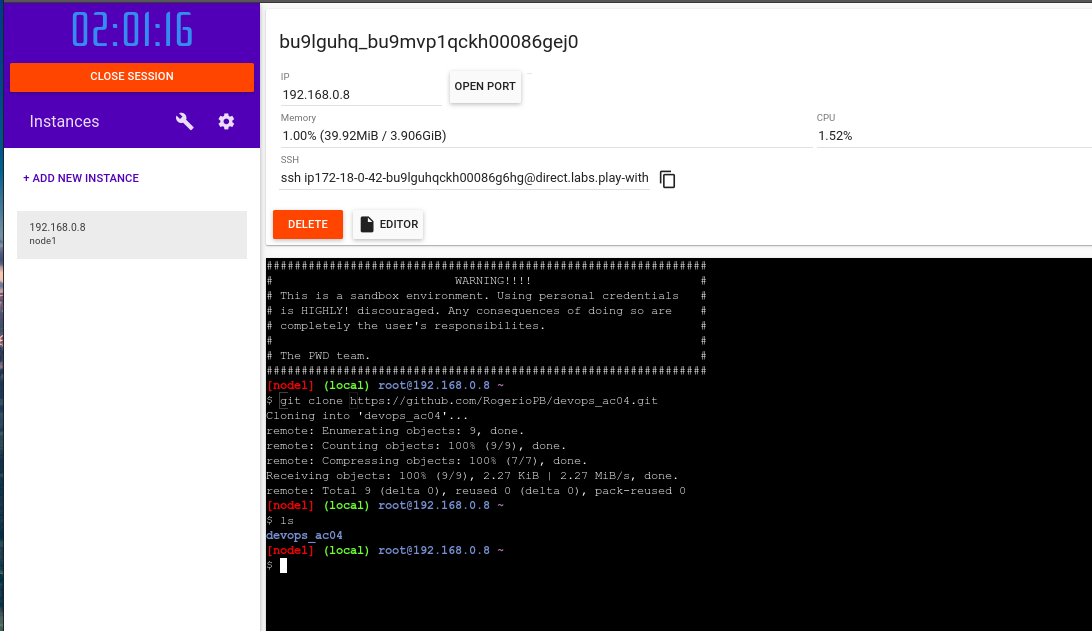 02:01:16
CLOSE SESSION
Instances
+ ADD NEW INSTANCE
192.168.0.8
node1
bu9lguhq_bu9mvp1qckh00086gej0
IP
192.168.0.8
OPEN PORT
Memory
1.00% (39.92MiB / 3.906GiB)
CPU
1.52%
SSH
ssh ip172-18-0-42-bu9lguhqckh00086g6hg@direct.labs.play-with
DELETE
EDITOR
###############################################################
#                          WARNING!!!!                        #
# This is a sandbox environment. Using personal credentials   #
# is HIGHLY! discouraged. Any consequences of doing so are    #
# completely the user's responsibilites.                      #
#                                                             #
# The PWD team.                                               #
###############################################################
[node1] (local) root@192.168.0.8 ~
$ git clone https://github.com/RogerioPB/devops_ac04.git
Cloning into 'devops_ac04'...
remote: Enumerating objects: 9, done.
remote: Counting objects: 100% (9/9), done.
remote: Compressing objects: 100% (7/7), done.
Receiving objects: 100% (9/9), 2.27 KiB | 2.27 MiB/s, done.
remote: Total 9 (delta 0), reused 0 (delta 0), pack-reused 0
[node1] (local) root@192.168.0.8 ~
$ ls
devops_ac04
[node1] (local) root@192.168.0.8 ~
$